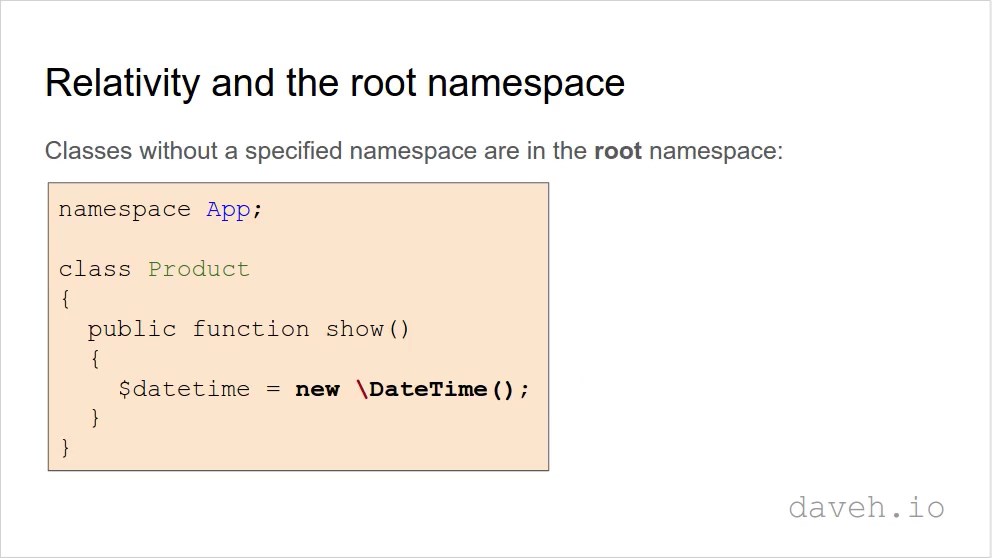 Relativity and the root namespace
Classes without a specified namespace are in the root namespace:
namespace App;
class Product
{
public function show()
{
$datetime = new \DateTime();
}
}
daveh.io